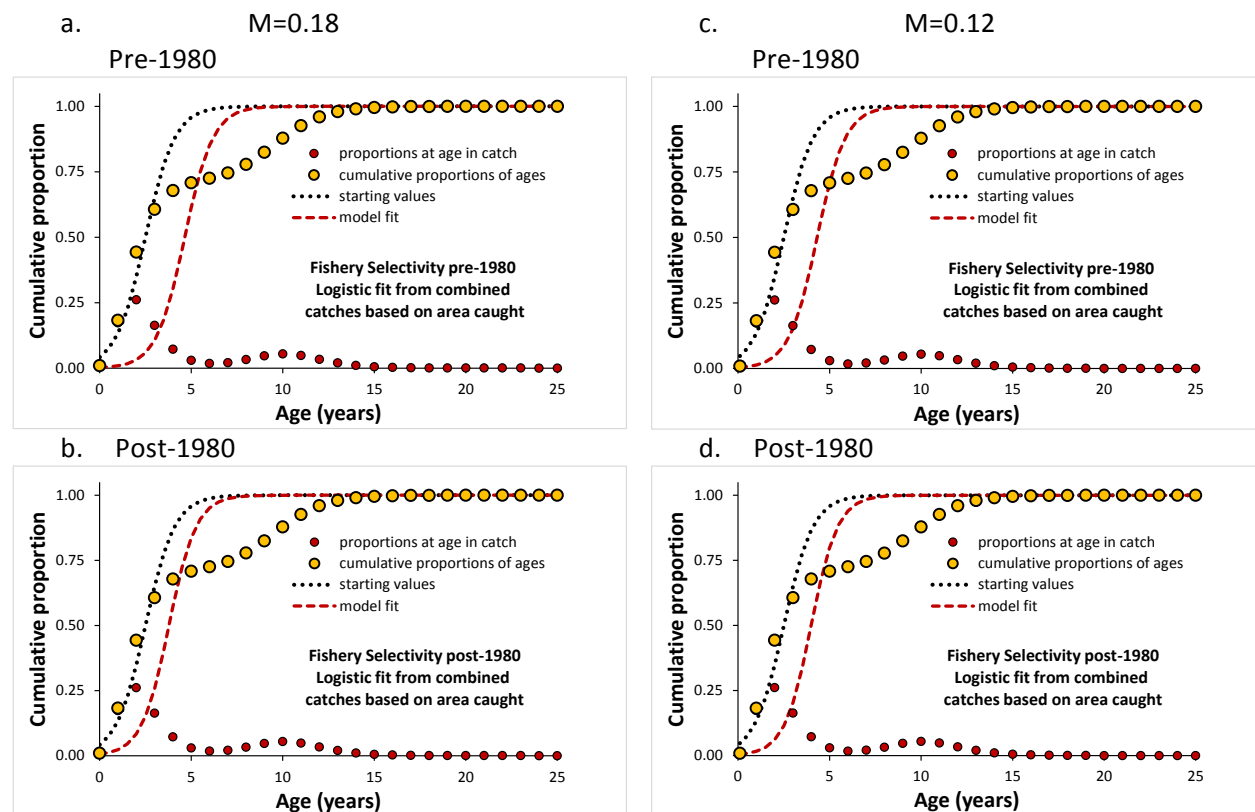 a. M=0.18
Pre-1980
Cumulative proportion
1.00
0.75
0.50
0.25
0.00
proportions at age in catch
cumulative proportions of ages
starting values
model fit
Fishery Selectivity pre-1980
Logistic fit from combined
catches based on area caught
0 5 10 15 20 25
Age (years)
c. M=0.12
Pre-1980
Cumulative proportion
1.00
0.75
0.50
0.25
0.00
proportions at age in catch
cumulative proportions of ages
starting values
model fit
Fishery Selectivity pre-1980
Logistic fit from combined
catches based on area caught
0 5 10 15 20 25
Age (years)
b. Post-1980
Cumulative proportion
1.00
0.75
0.50
0.25
0.00
proportions at age in catch
cumulative proportions of ages
starting values
model fit
Fishery Selectivity post-1980
Logistic fit from combined
catches based on area caught
0 5 10 15 20 25
Age (years)
d. Post-1980
Cumulative proportion
1.00
0.75
0.50
0.25
0.00
proportions at age in catch
cumulative proportions of ages
starting values
model fit
Fishery Selectivity post-1980
Logistic fit from combined
catches based on area caught
0 5 10 15 20 25
Age (years)